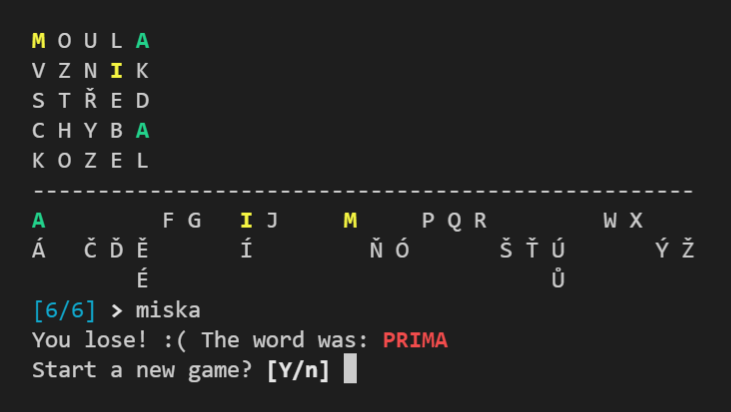 M O U L A
V Z N I K
S T Ř E D
C H Y B A
K O Z E L
---------------------------------------------------
A F G I J M P Q R W X
Á Č Ď Ě Í Ň Ó Š Ť Ú Ý Ž
É Ů
[6/6] > miska
You lose! :( The word was: PRIMA
Start a new game? [Y/n]